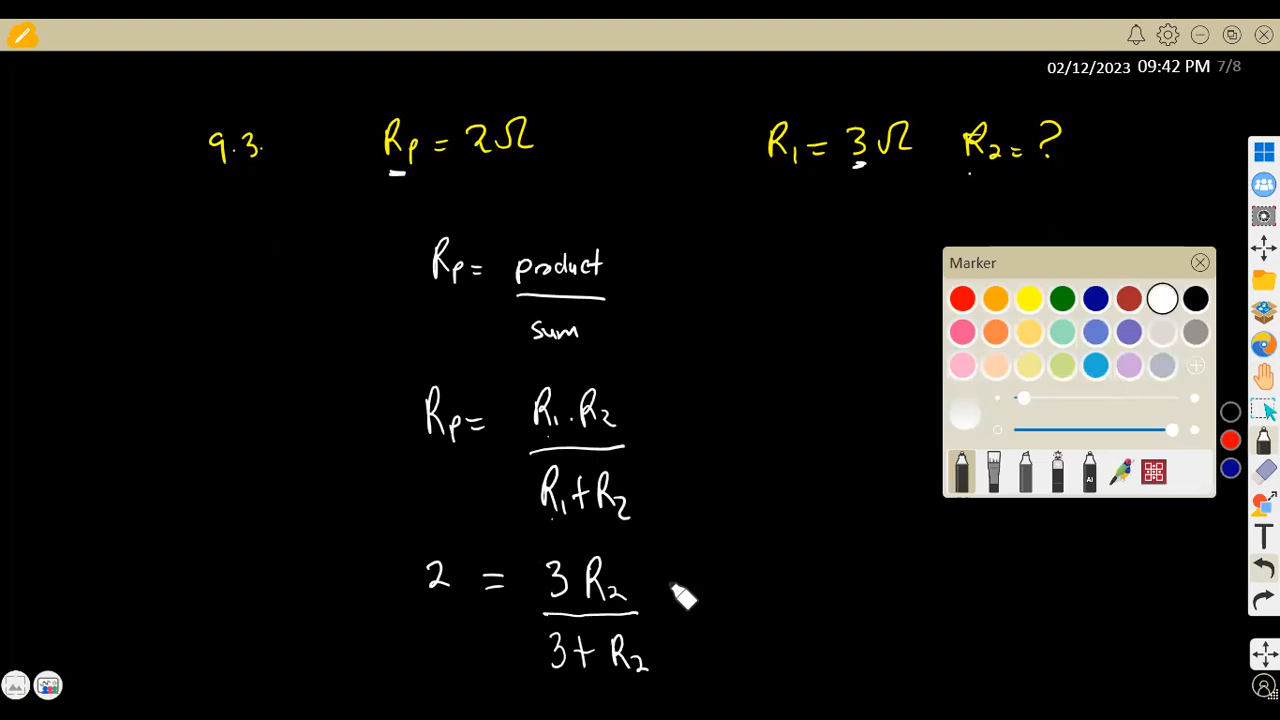 02/12/2023 09:42 PM 7/8
9.3. Rp = 2Ω R1 = 3Ω R2 = ?
Marker
Rp = product
sum
Rp = R1 . R2
R1 + R2
AI
2 = 3 R2
3 + R2
T